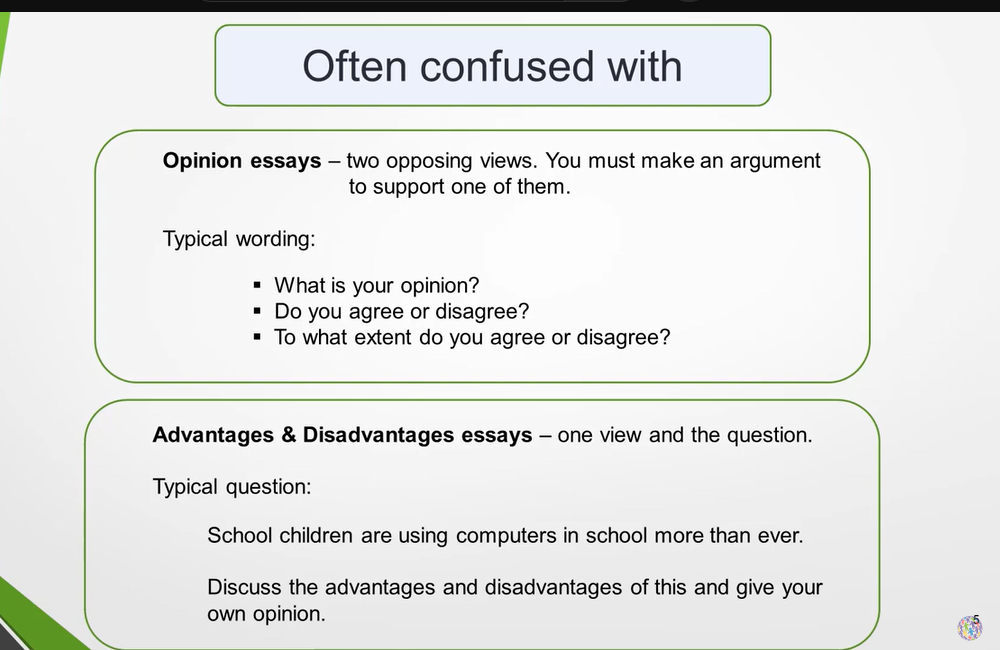 Often confused with
Opinion essays – two opposing views. You must make an argument
to support one of them.
Typical wording:
▪ What is your opinion?
▪ Do you agree or disagree?
▪ To what extent do you agree or disagree?
Advantages & Disadvantages essays – one view and the question.
Typical question:
School children are using computers in school more than ever.
Discuss the advantages and disadvantages of this and give your
own opinion.
5